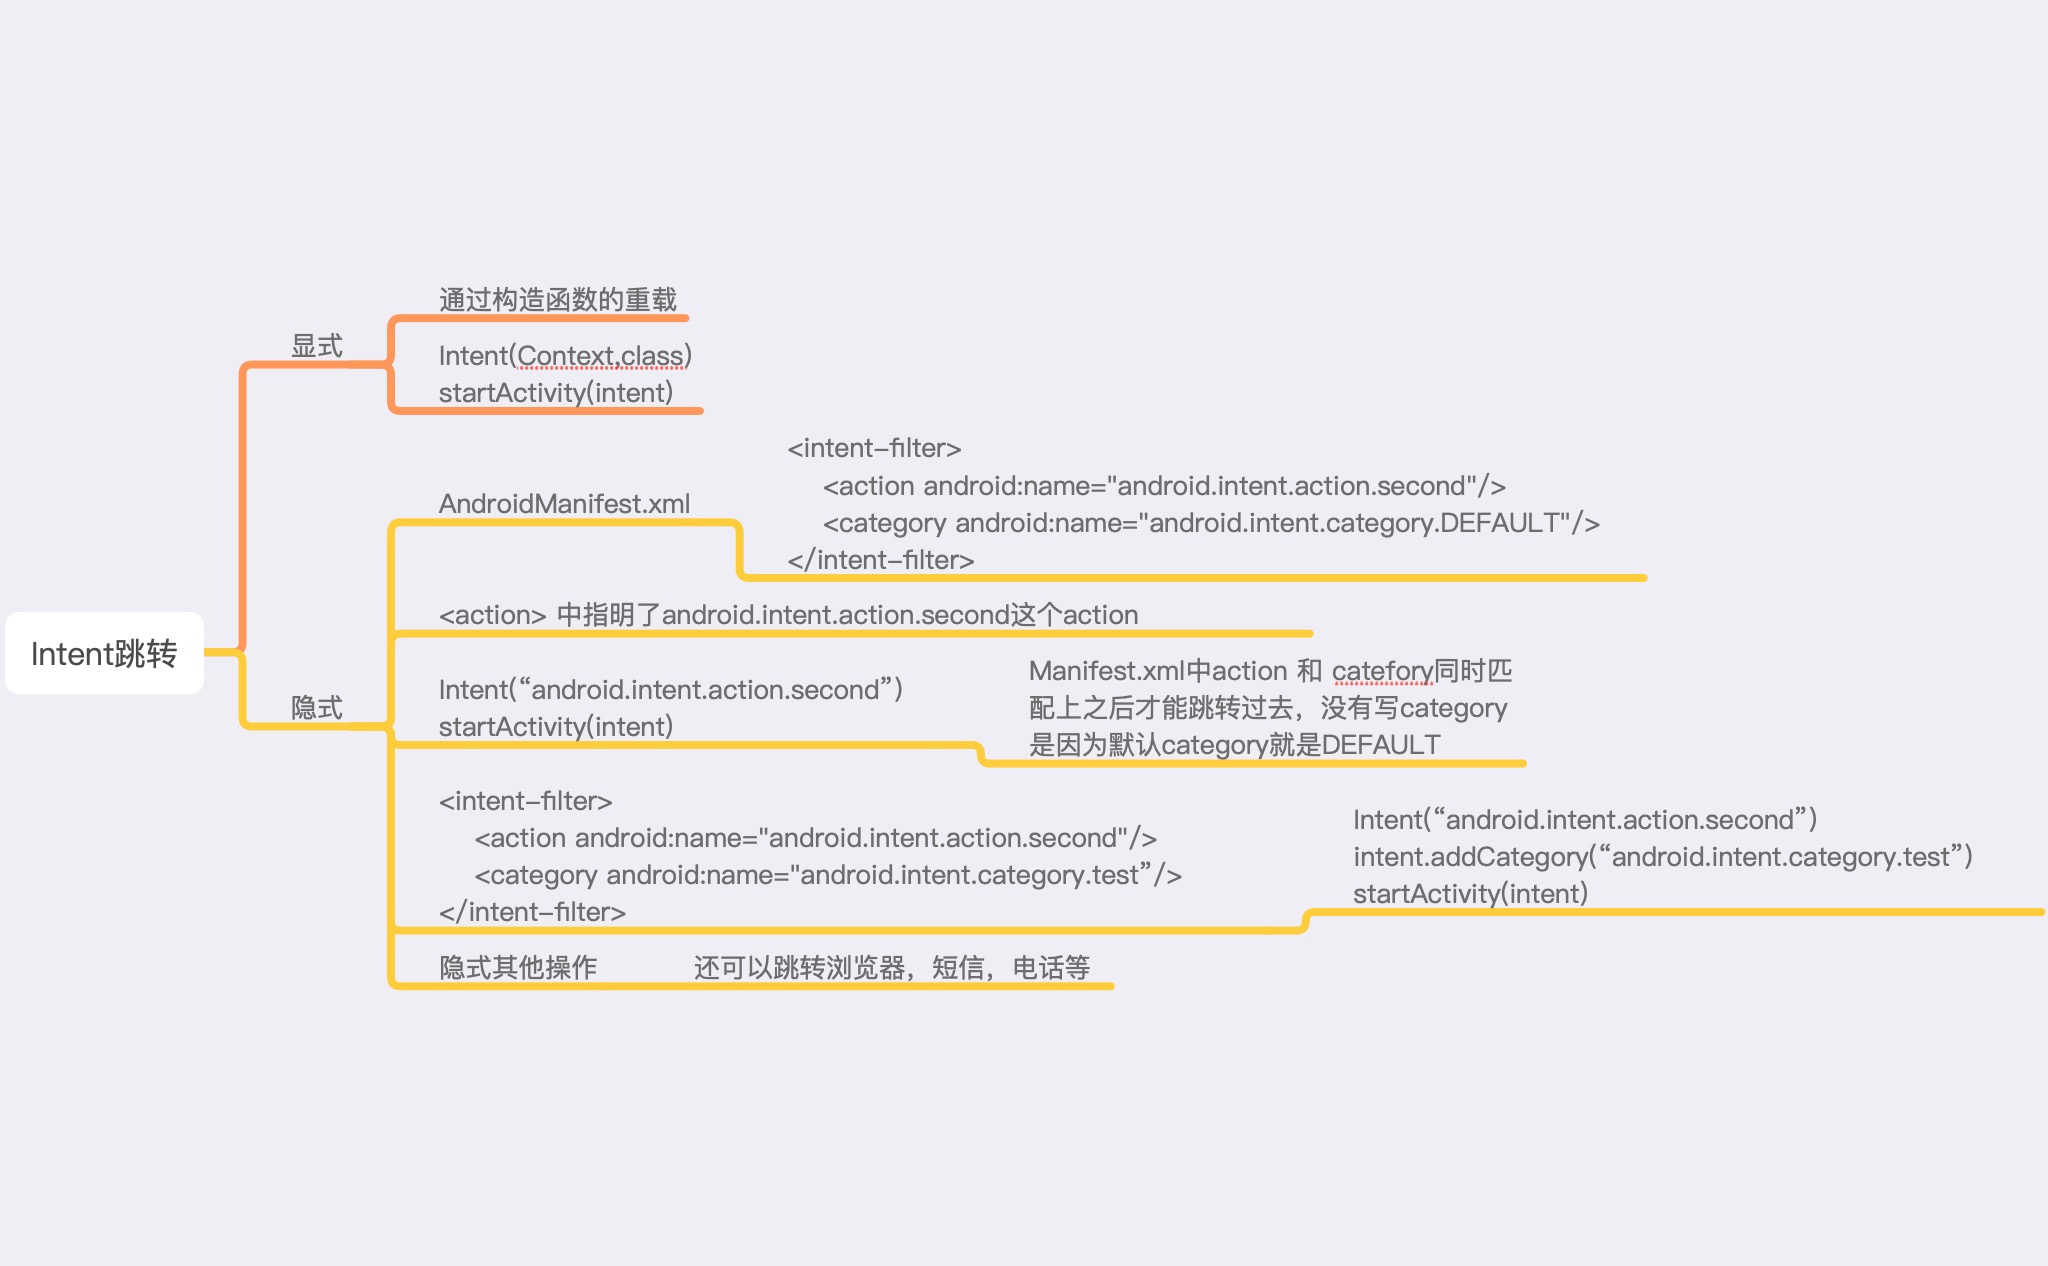 Intent跳转
显式
通过构造函数的重载
Intent(Context,class)
startActivity(intent)
隐式
AndroidManifest.xml
<intent-filter>
<action android:name="android.intent.action.second"/>
<category android:name="android.intent.category.DEFAULT"/>
</intent-filter>
<action> 中指明了android.intent.action.second这个action
Intent(“android.intent.action.second”)
startActivity(intent)
Manifest.xml中action 和 catefory同时匹
配上之后才能跳转过去，没有写category
是因为默认category就是DEFAULT
<intent-filter>
<action android:name="android.intent.action.second"/>
<category android:name="android.intent.category.test”/>
</intent-filter>
Intent(“android.intent.action.second”)
intent.addCategory(“android.intent.category.test”)
startActivity(intent)
隐式其他操作
还可以跳转浏览器，短信，电话等